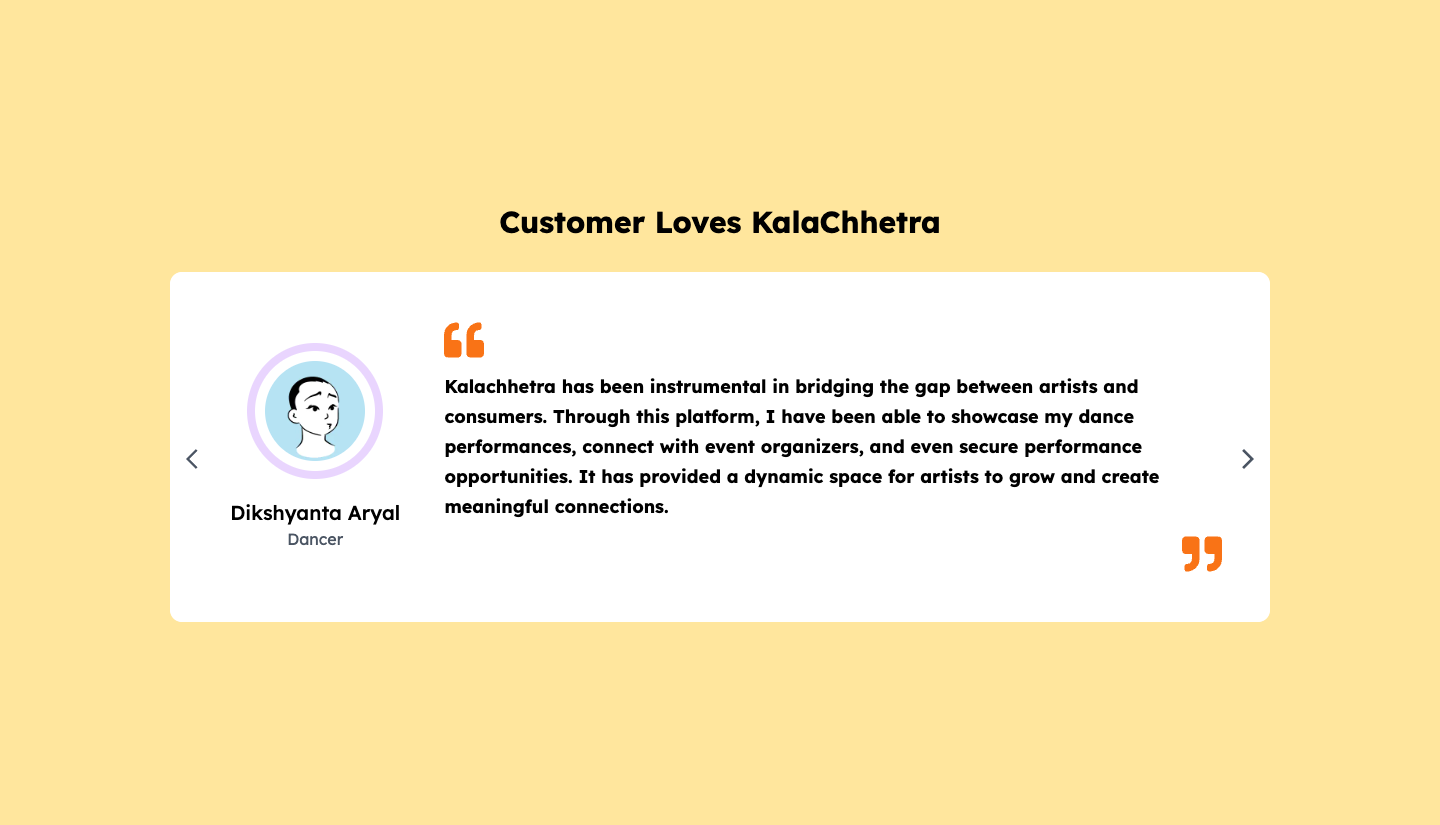 Customer Loves KalaChhetra
Kalachhetra has been instrumental in bridging the gap between artists and
consumers. Through this platform, I have been able to showcase my dance
performances, connect with event organizers, and even secure performance
opportunities. It has provided a dynamic space for artists to grow and create
meaningful connections.
Dikshyanta Aryal
Dancer